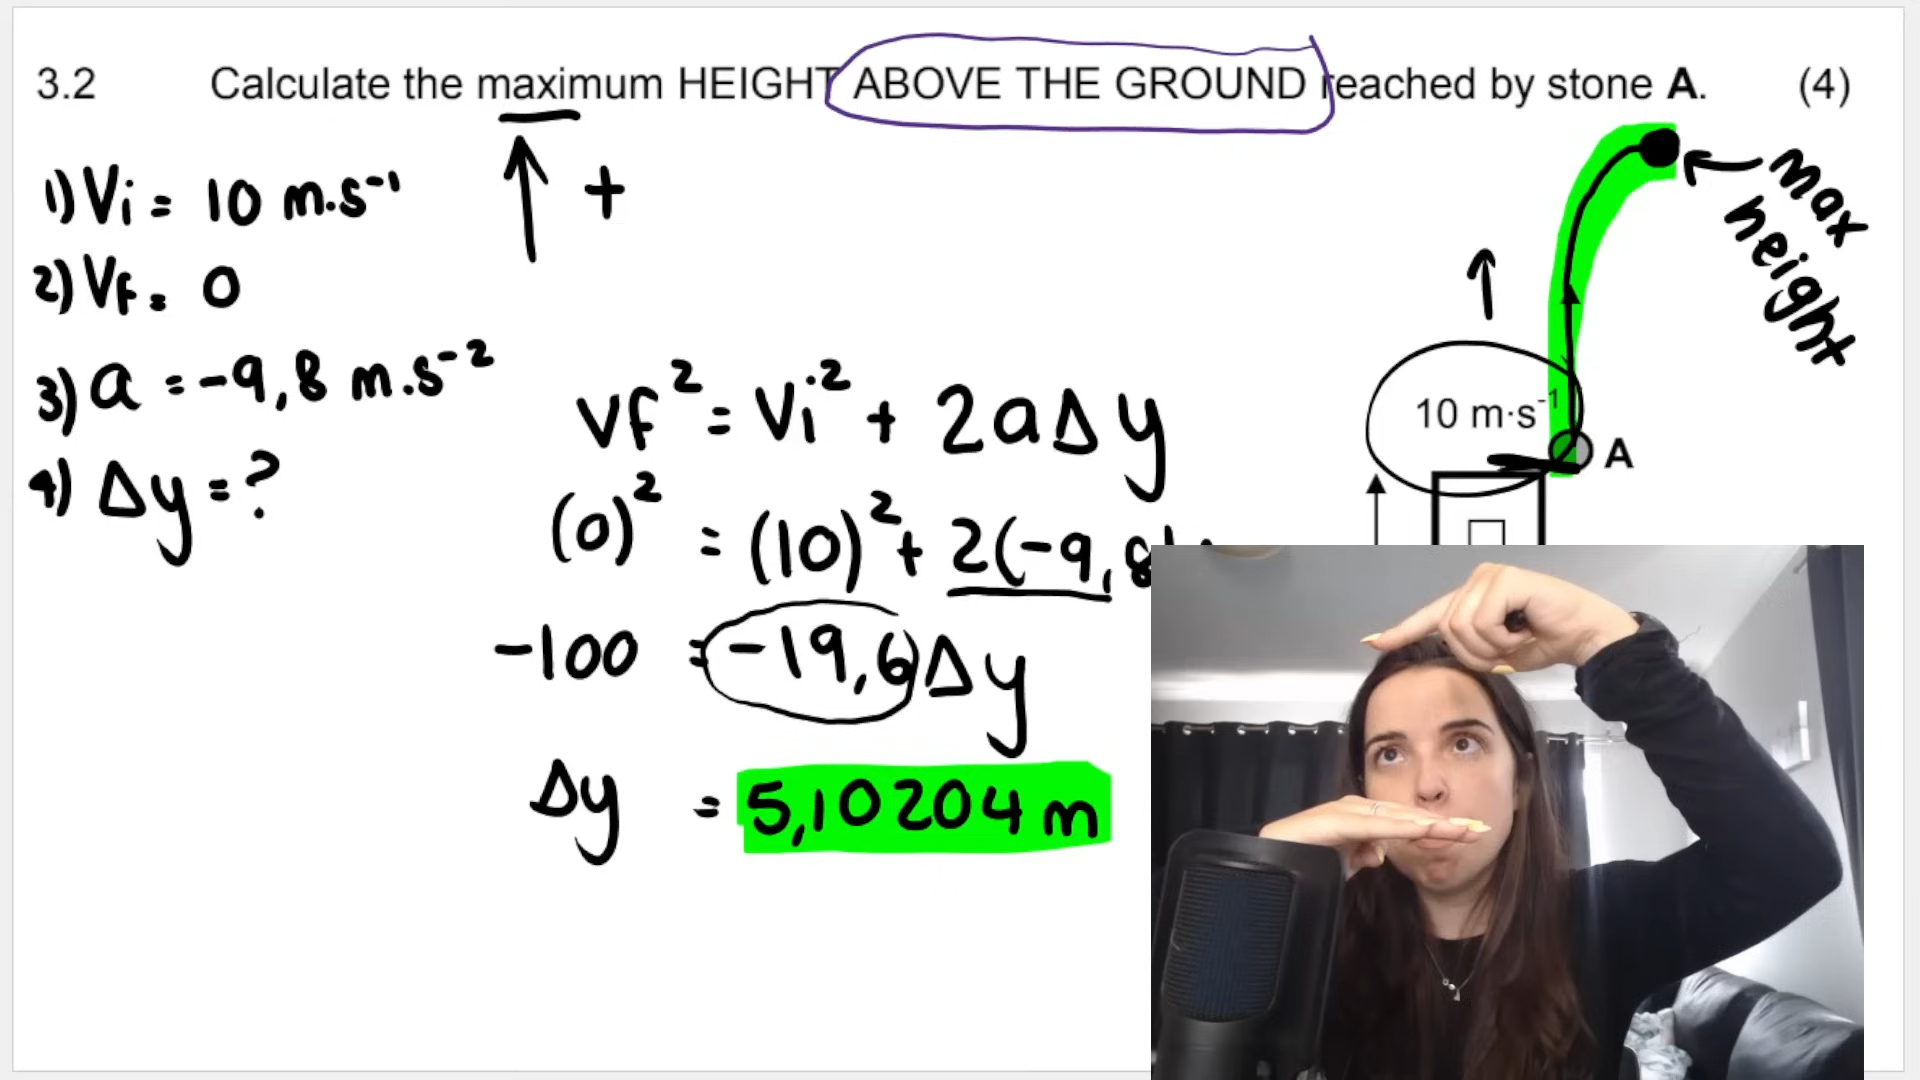 3.2 Calculate the maximum HEIGHT ABOVE THE GROUND reached by stone A. (4)
1) Vi = 10 m.s⁻¹
↑ +
2) Vf = 0
3) a = -9,8 m.s⁻²
4) Δy = ?
Vf² = Vi² + 2aΔy
(0)² = (10)² + 2(-9,8
-100 = -19,6Δy
Δy = 5,10204 m
max
height
10 m·s⁻¹
A